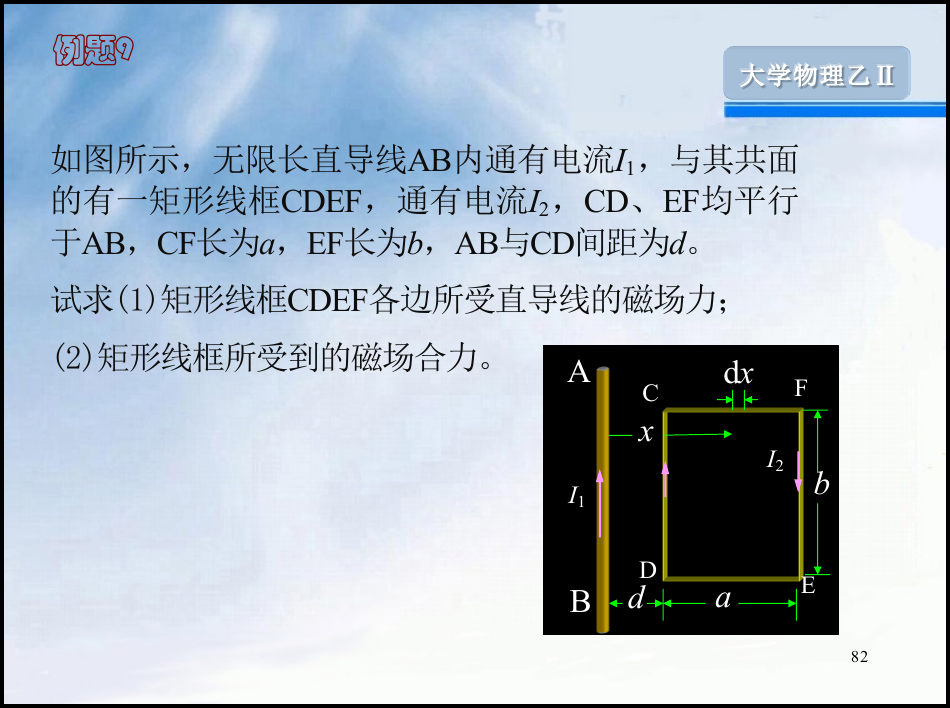 例题9
大学物理乙Ⅱ
如图所示，无限长直导线AB内通有电流I1，与其共面
的有一矩形线框CDEF，通有电流I2，CD、EF均平行
于AB，CF长为a，EF长为b，AB与CD间距为d。
试求(1)矩形线框CDEF各边所受直导线的磁场力；
(2)矩形线框所受到的磁场合力。
A
C
dx
F
x
I1
I2
b
D
E
B
d
a
82